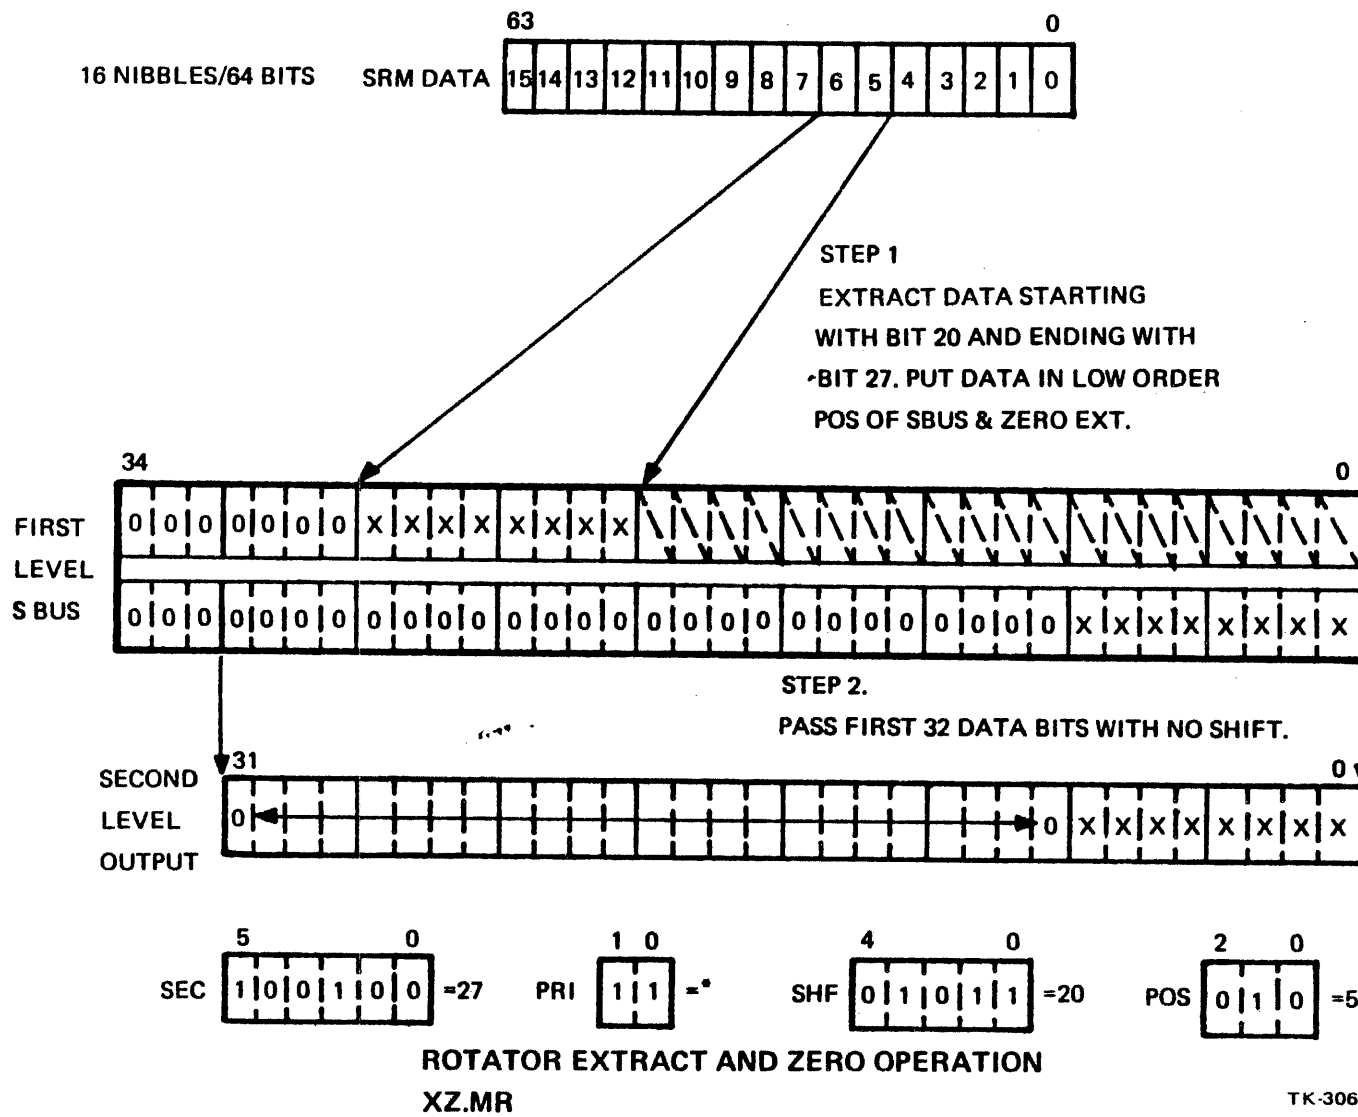 63 0
16 NIBBLES/64 BITS SRM DATA 15 14 13 12 11 10 9 8 7 6 5 4 3 2 1 0
STEP 1
EXTRACT DATA STARTING
WITH BIT 20 AND ENDING WITH
BIT 27. PUT DATA IN LOW ORDER
POS OF SBUS & ZERO EXT.
34 0
FIRST
LEVEL
S BUS
0 0 0 0 0 0 0 X X X X X X X X
0 0 0 0 0 0 0 0 0 0 0 0 0 0 0 0 0 0 0 0 0 0 0 0 0 0 0 X X X X X X X X
STEP 2.
PASS FIRST 32 DATA BITS WITH NO SHIFT.
31 0
SECOND
LEVEL
OUTPUT
0 0 X X X X X X X X
5 0 1 0 4 0 2 0
SEC 1 0 0 1 0 0 =27 PRI 1 1 =* SHF 0 1 0 1 1 =20 POS 0 1 0 =5
ROTATOR EXTRACT AND ZERO OPERATION
XZ.MR
TK-306